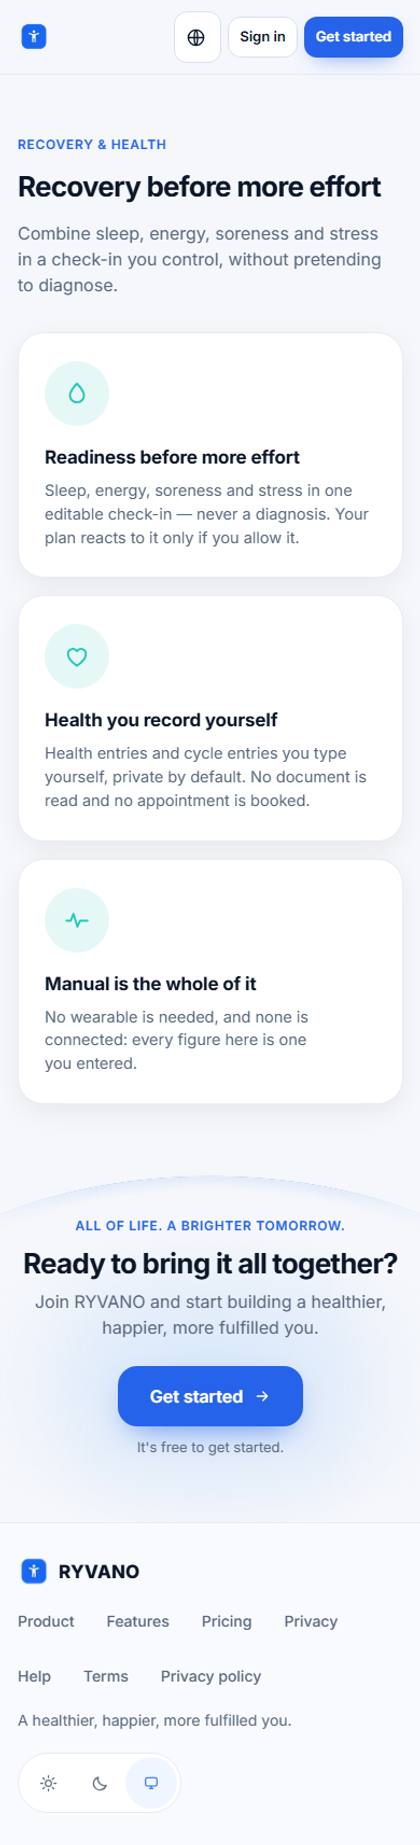 Sign in
Get started
RECOVERY & HEALTH
Recovery before more effort
Combine sleep, energy, soreness and stress
in a check-in you control, without pretending
to diagnose.
Readiness before more effort
Sleep, energy, soreness and stress in one
editable check-in — never a diagnosis. Your
plan reacts to it only if you allow it.
Health you record yourself
Health entries and cycle entries you type
yourself, private by default. No document is
read and no appointment is booked.
Manual is the whole of it
No wearable is needed, and none is
connected: every figure here is one
you entered.
ALL OF LIFE. A BRIGHTER TOMORROW.
Ready to bring it all together?
Join RYVANO and start building a healthier,
happier, more fulfilled you.
Get started →
It's free to get started.
RYVANO
Product Features Pricing Privacy
Help Terms Privacy policy
A healthier, happier, more fulfilled you.